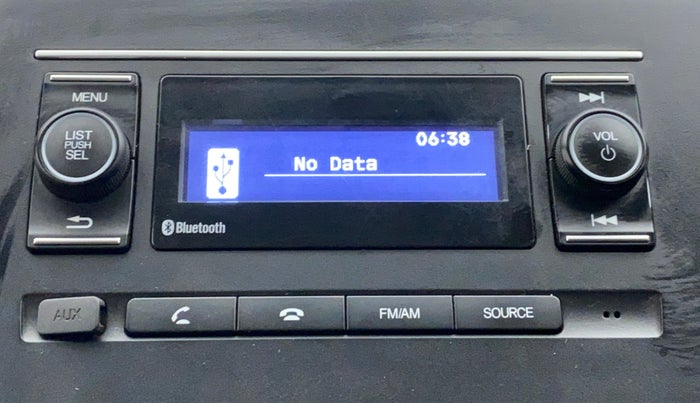 MENU
LIST
PUSH
SEL
06:38
No Data
Bluetooth
VOL
AUX
FM/AM
SOURCE